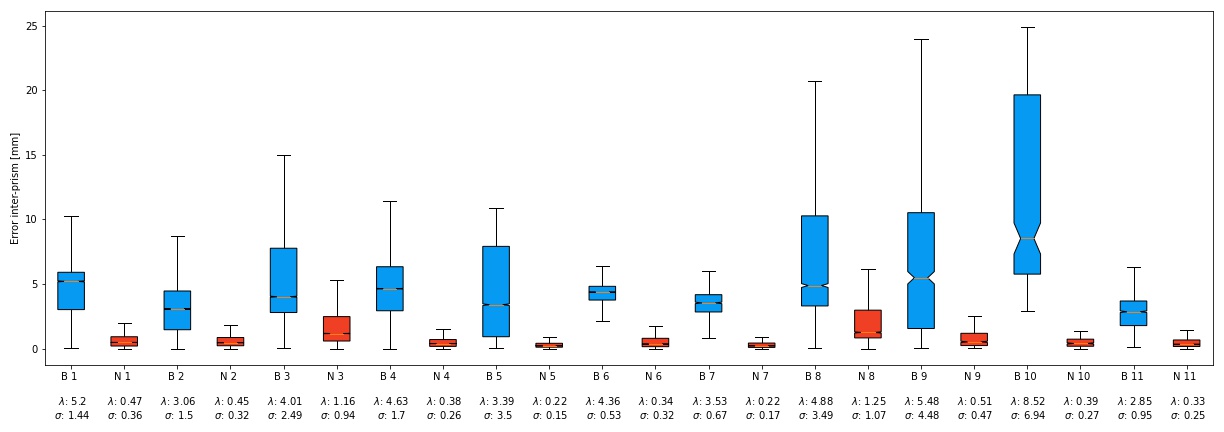 25
20
15
10
5
0
Error inter-prism [mm]
B 1 N 1 B 2 N 2 B 3 N 3 B 4 N 4 B 5 N 5 B 6 N 6 B 7 N 7 B 8 N 8 B 9 N 9 B 10 N 10 B 11 N 11
λ: 5.2 λ: 0.47 λ: 3.06 λ: 0.45 λ: 4.01 λ: 1.16 λ: 4.63 λ: 0.38 λ: 3.39 λ: 0.22 λ: 4.36 λ: 0.34 λ: 3.53 λ: 0.22 λ: 4.88 λ: 1.25 λ: 5.48 λ: 0.51 λ: 8.52 λ: 0.39 λ: 2.85 λ: 0.33
σ: 1.44 σ: 0.36 σ: 1.5 σ: 0.32 σ: 2.49 σ: 0.94 σ: 1.7 σ: 0.26 σ: 3.5 σ: 0.15 σ: 0.53 σ: 0.32 σ: 0.67 σ: 0.17 σ: 3.49 σ: 1.07 σ: 4.48 σ: 0.47 σ: 6.94 σ: 0.27 σ: 0.95 σ: 0.25